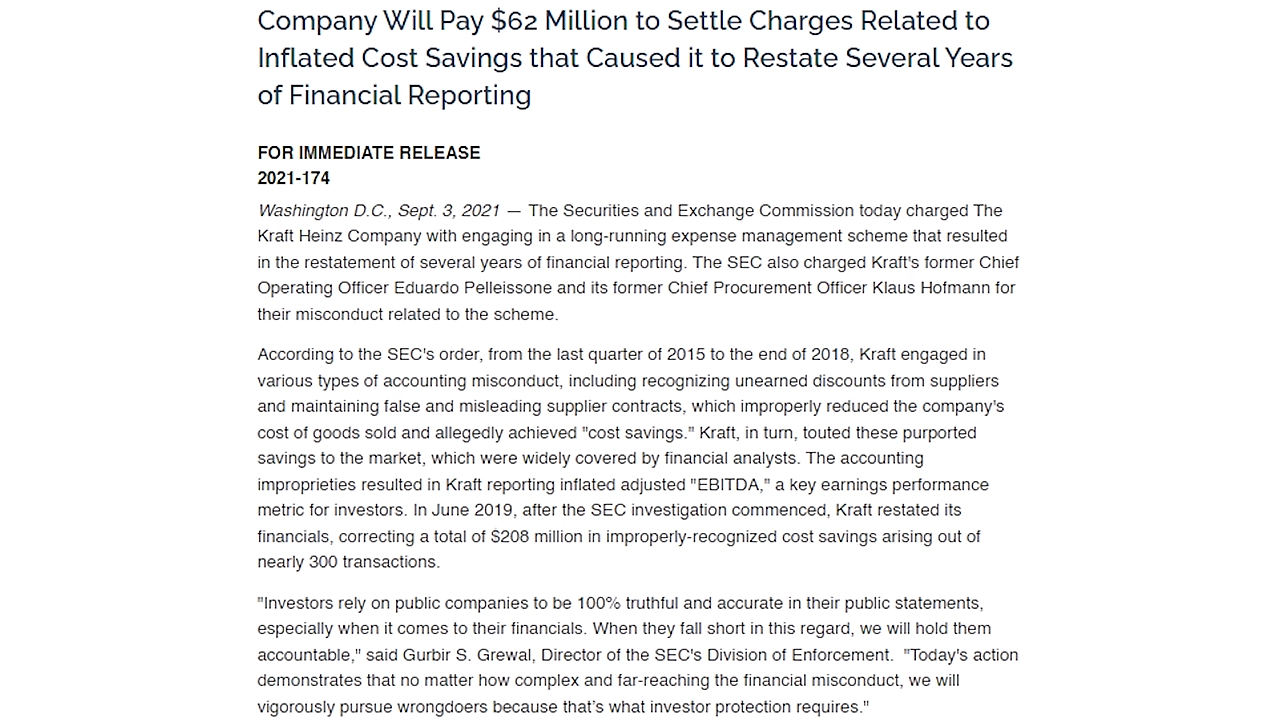 Company Will Pay $62 Million to Settle Charges Related to
Inflated Cost Savings that Caused it to Restate Several Years
of Financial Reporting
FOR IMMEDIATE RELEASE
2021-174
Washington D.C., Sept. 3, 2021 — The Securities and Exchange Commission today charged The
Kraft Heinz Company with engaging in a long-running expense management scheme that resulted
in the restatement of several years of financial reporting. The SEC also charged Kraft's former Chief
Operating Officer Eduardo Pelleissone and its former Chief Procurement Officer Klaus Hofmann for
their misconduct related to the scheme.
According to the SEC's order, from the last quarter of 2015 to the end of 2018, Kraft engaged in
various types of accounting misconduct, including recognizing unearned discounts from suppliers
and maintaining false and misleading supplier contracts, which improperly reduced the company's
cost of goods sold and allegedly achieved "cost savings." Kraft, in turn, touted these purported
savings to the market, which were widely covered by financial analysts. The accounting
improprieties resulted in Kraft reporting inflated adjusted "EBITDA," a key earnings performance
metric for investors. In June 2019, after the SEC investigation commenced, Kraft restated its
financials, correcting a total of $208 million in improperly-recognized cost savings arising out of
nearly 300 transactions.
"Investors rely on public companies to be 100% truthful and accurate in their public statements,
especially when it comes to their financials. When they fall short in this regard, we will hold them
accountable," said Gurbir S. Grewal, Director of the SEC's Division of Enforcement.  "Today's action
demonstrates that no matter how complex and far-reaching the financial misconduct, we will
vigorously pursue wrongdoers because that’s what investor protection requires."